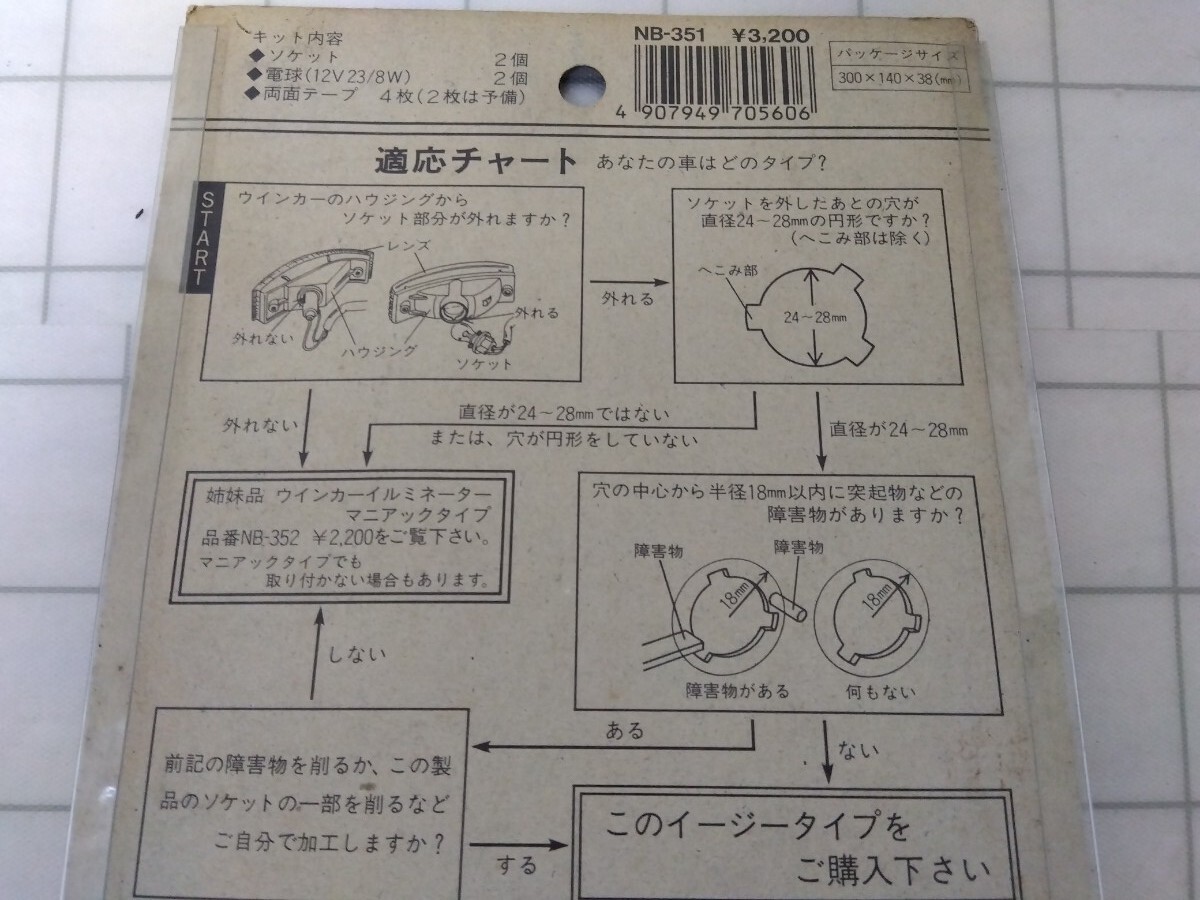 キット内容
◆ソケット 2個
◆電球(12V23/8W) 2個
◆両面テープ 4枚(2枚は予備)
NB-351 ¥3,200
4 907949 705606
パッケージサイズ
300×140×38(mm)
適応チャート あなたの車はどのタイプ?
START
ウインカーのハウジングから
ソケット部分が外れますか?
レンズ
外れない
ハウジング
外れる
ソケット
外れる
ソケットを外したあとの穴が
直径24〜28mmの円形ですか?
(へこみ部は除く)
へこみ部
24〜28mm
外れない
直径が24〜28mmではない
または、穴が円形をしていない
直径が24〜28mm
姉妹品 ウインカーイルミネーター
マニアックタイプ
品番NB-352 ¥2,200をご覧下さい。
マニアックタイプでも
取り付かない場合もあります。
穴の中心から半径18mm以内に突起物などの
障害物がありますか?
障害物
障害物
18mm
18mm
障害物がある
何もない
しない
ある
ない
前記の障害物を削るか、この製
品のソケットの一部を削るなど
ご自分で加工しますか?
する
このイージータイプを
ご購入下さい